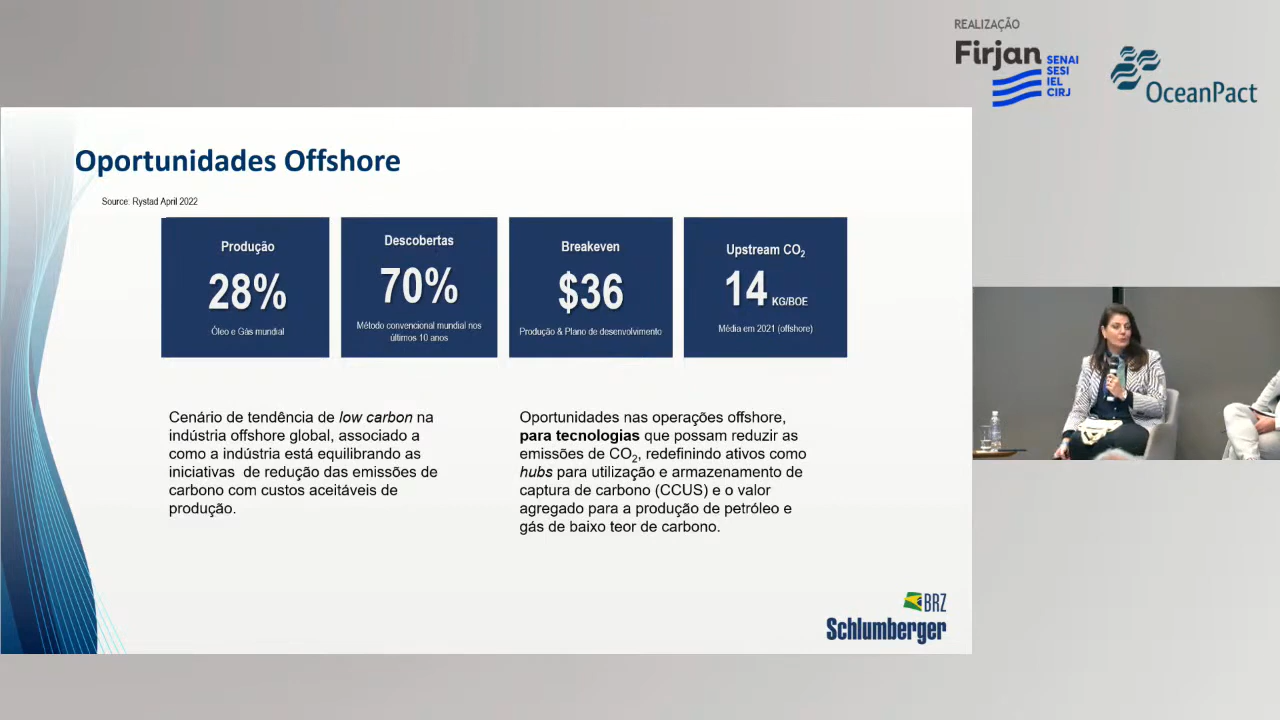 REALIZAÇÃO
Firjan
SENAI
SESI
IEL
CIRJ
OceanPact
Oportunidades Offshore
Source. Rystad April 2022
Produção
28%
Óleo e Gás mundial
Descobertas
70%
Método convencional mundial nos
últimos 10 anos
Breakeven
$36
Produção & Plano de desenvolvimento
Upstream CO₂
14 KG/BOE
Média em 2021 (offshore)
Cenário de tendência de low carbon na
indústria offshore global, associado a
como a indústria está equilibrando as
iniciativas de redução das emissões de
carbono com custos aceitáveis de
produção.
Oportunidades nas operações offshore,
para tecnologias que possam reduzir as
emissões de CO₂, redefinindo ativos como
hubs para utilização e armazenamento de
captura de carbono (CCUS) e o valor
agregado para a produção de petróleo e
gás de baixo teor de carbono.
BRZ
Schlumberger